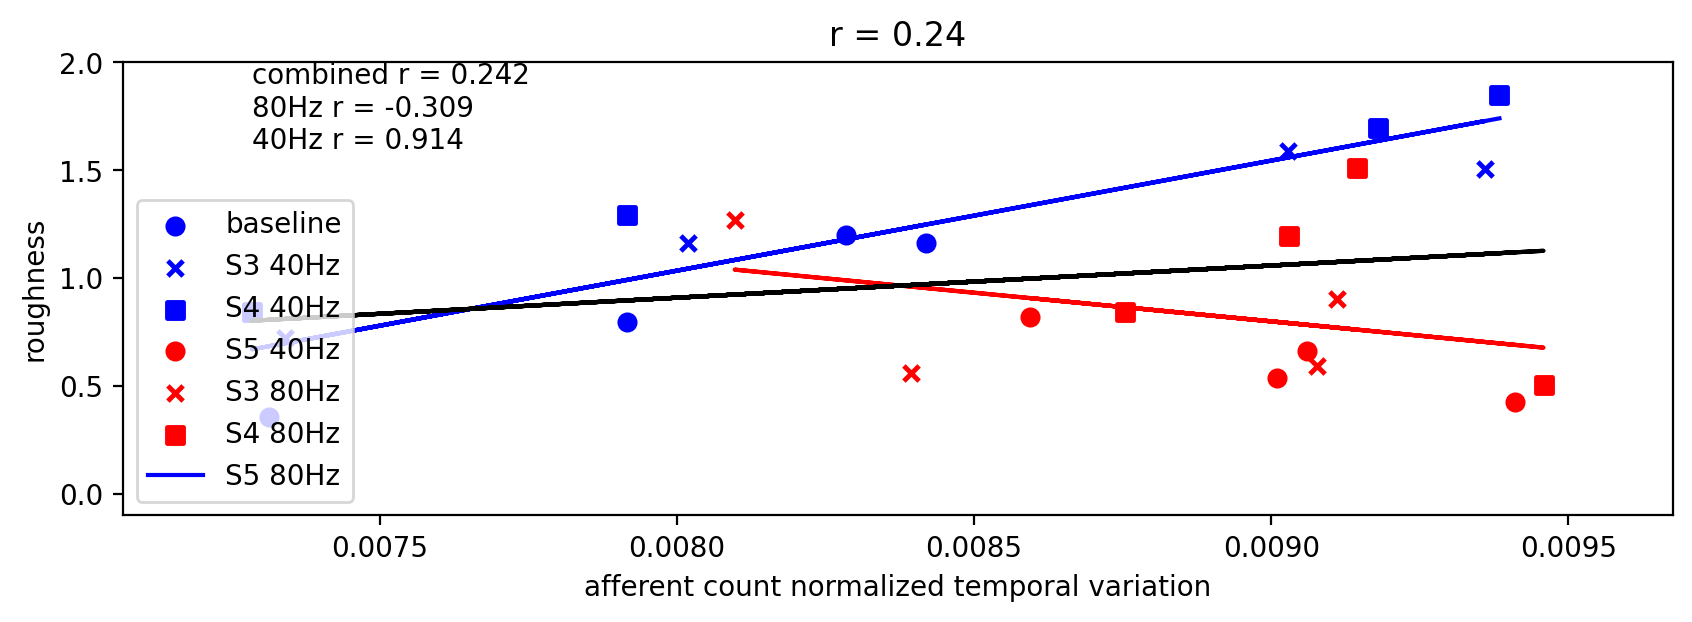 r = 0.24
combined r = 0.242
80Hz r = -0.309
40Hz r = 0.914
2.0
1.5
1.0
0.5
0.0
roughness
baseline
S3 40Hz
S4 40Hz
S5 40Hz
S3 80Hz
S4 80Hz
S5 80Hz
0.0075
0.0080
0.0085
0.0090
0.0095
afferent count normalized temporal variation